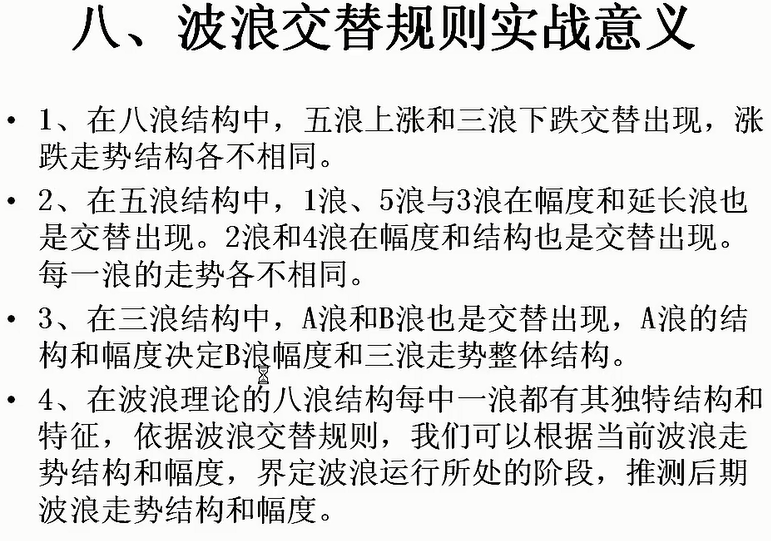 八、波浪交替规则实战意义
• 1、在八浪结构中，五浪上涨和三浪下跌交替出现，涨
跌走势结构各不相同。
• 2、在五浪结构中，1浪、5浪与3浪在幅度和延长浪也
是交替出现。2浪和4浪在幅度和结构也是交替出现。
每一浪的走势各不相同。
• 3、在三浪结构中，A浪和B浪也是交替出现，A浪的结
构和幅度决定B浪幅度和三浪走势整体结构。
• 4、在波浪理论的八浪结构每中一浪都有其独特结构和
特征，依据波浪交替规则，我们可以根据当前波浪走
势结构和幅度，界定波浪运行所处的阶段，推测后期
波浪走势结构和幅度。